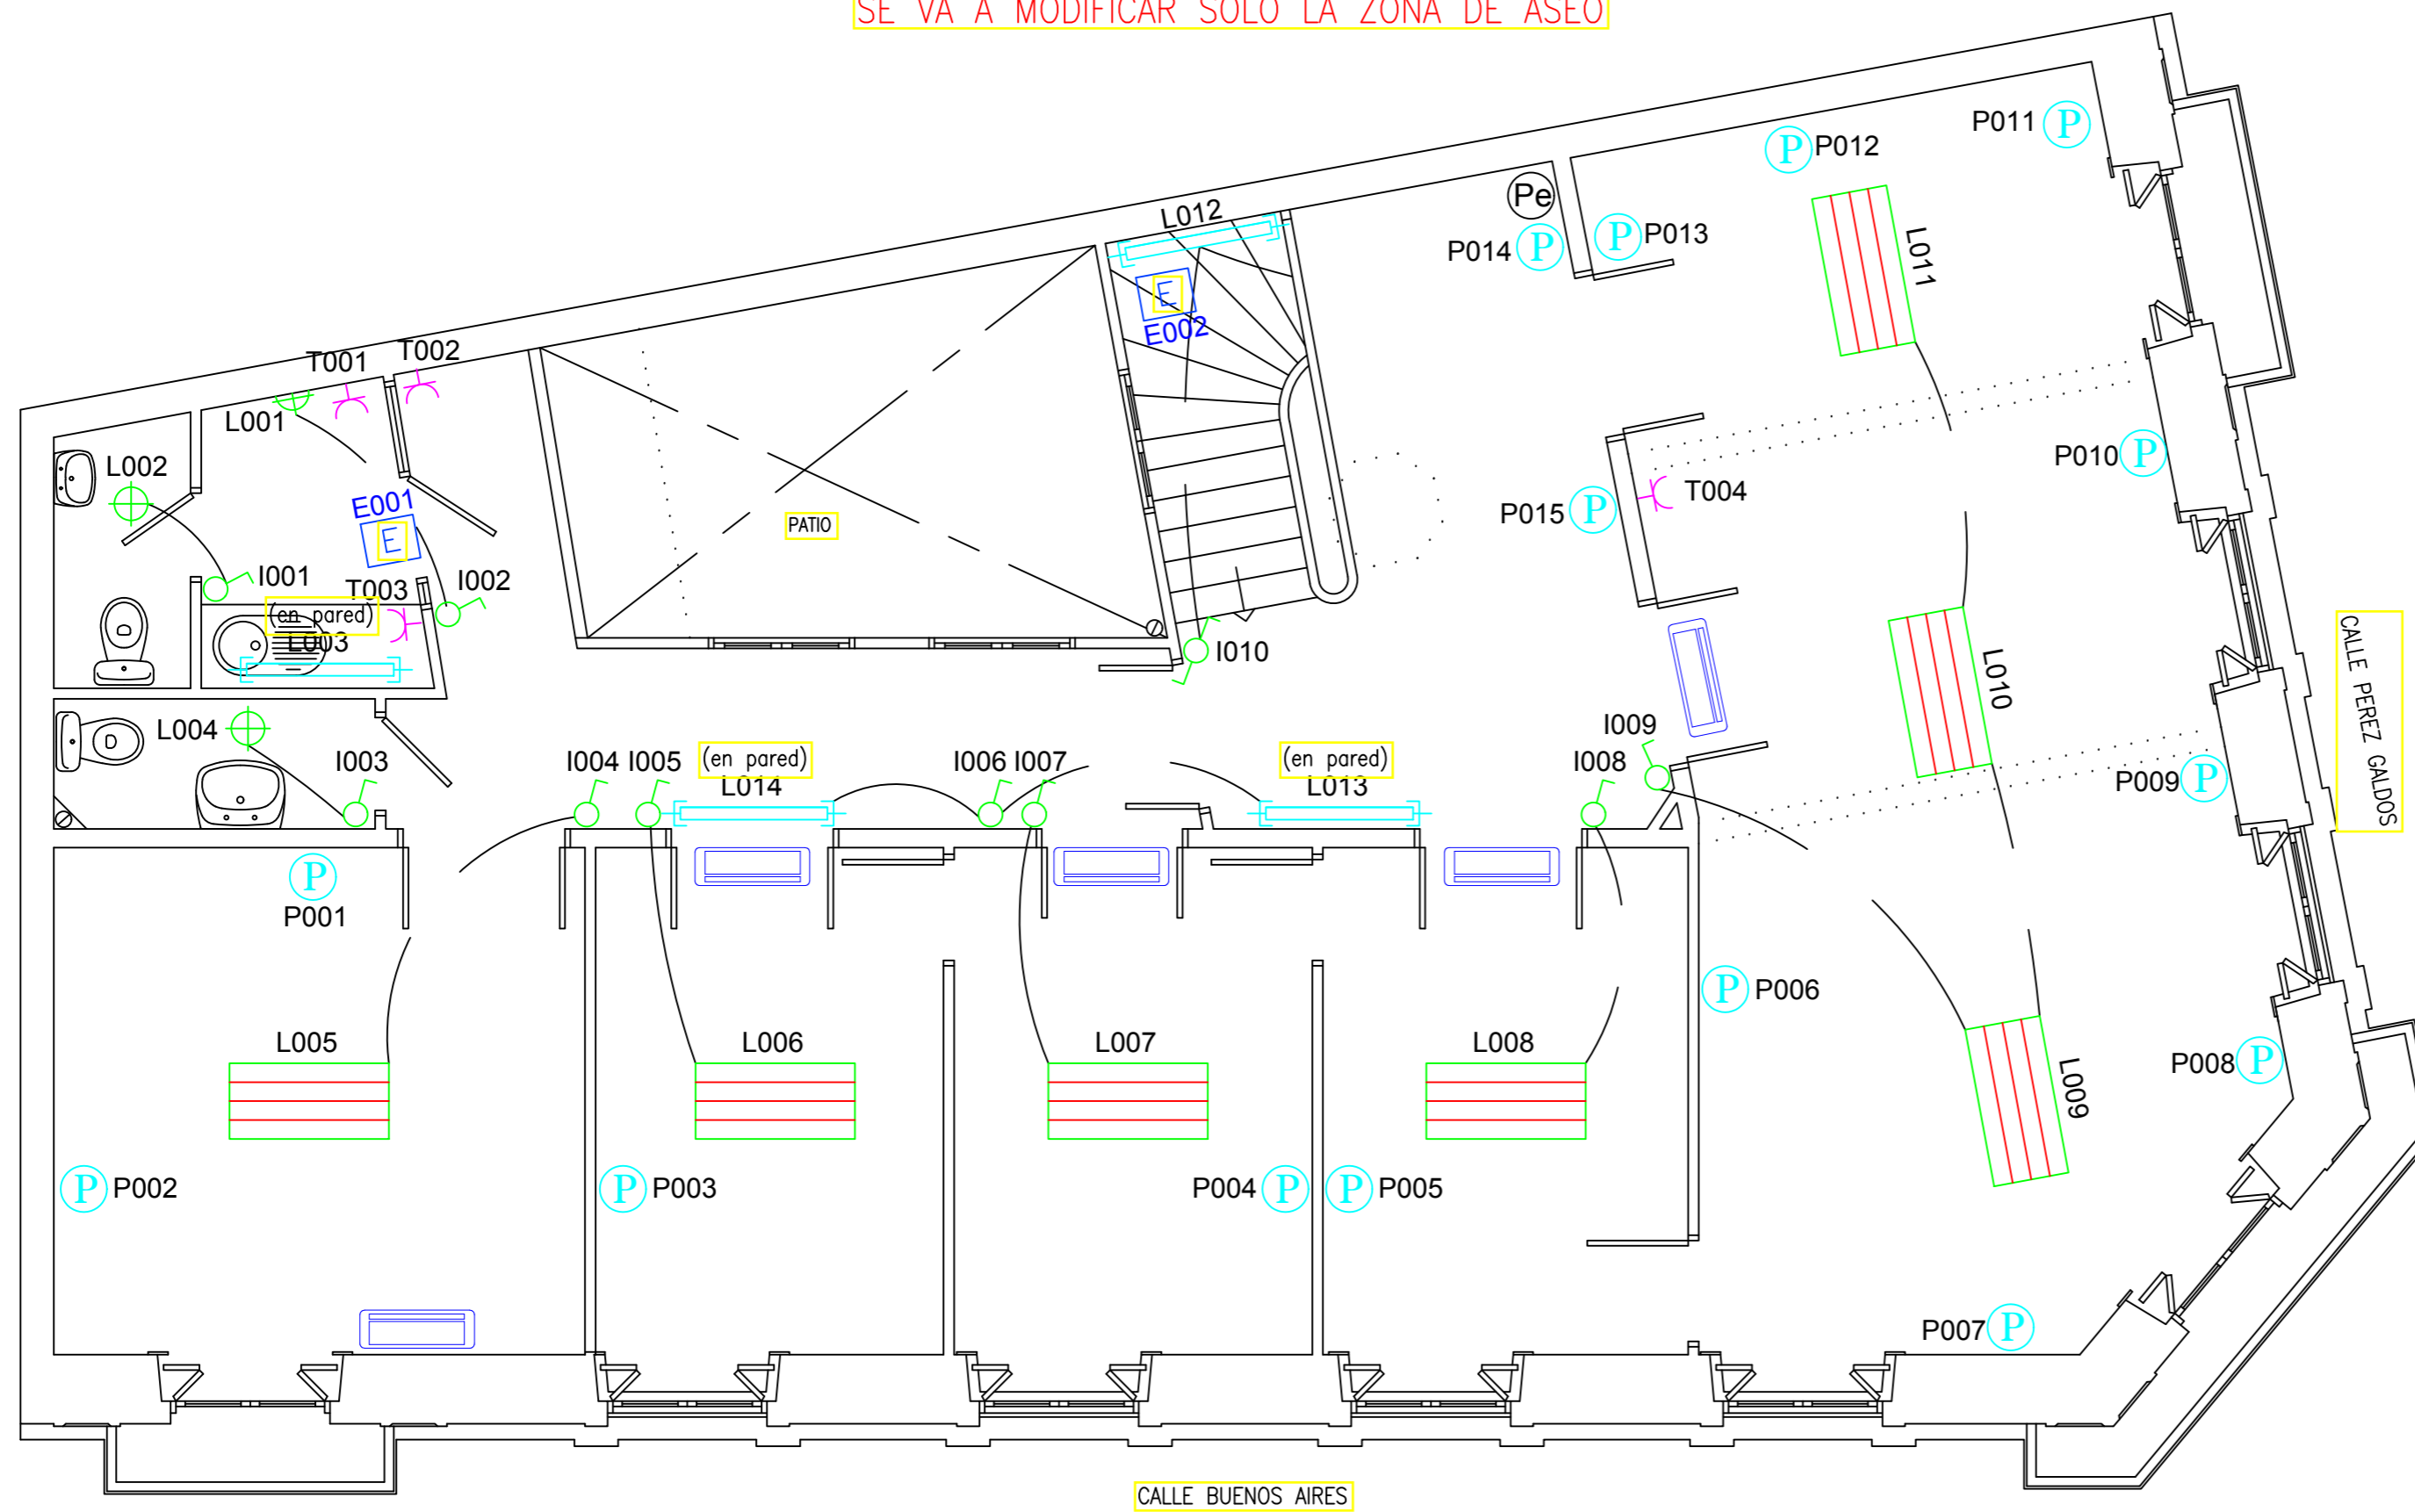 SE VA A MODIFICAR SOLO LA ZONA DE ASEO
P011 P
P P012
Pe
L012
P014 P
P P013
L011
E
E002
T001
T002
L001
L002
P010 P
E001
E
T004
P015 P
PATIO
I001
T003
I002
(en pared)
L003
I010
CALLE PEREZ GALDOS
L010
L004
I009
I003
I004 I005
(en pared)
L014
I006 I007
(en pared)
L013
I008
P009 P
P
P001
P P006
L005
L006
L007
L008
P008 P
L009
P P002
P P003
P004 P
P P005
P007 P
CALLE BUENOS AIRES